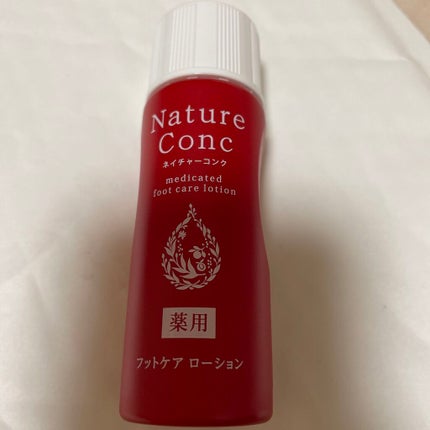 Nature
Conc
ネイチャーコンク
medicated
foot care lotion
薬用
フットケア ローション